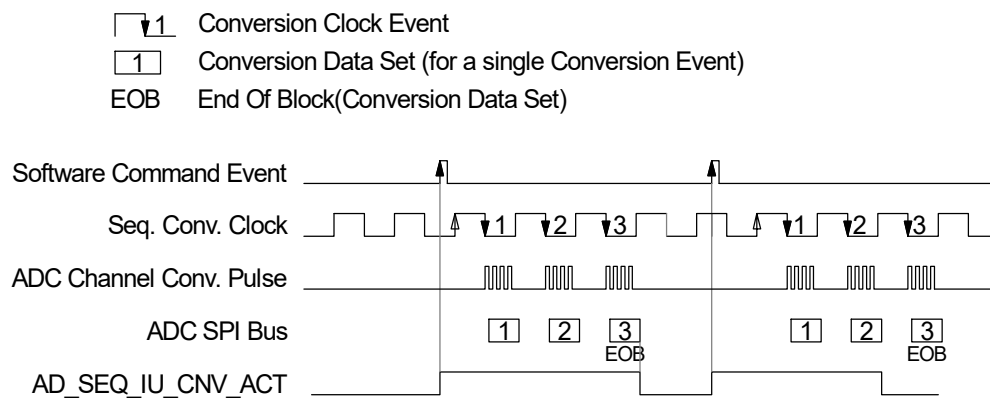 1 Conversion Clock Event
1 Conversion Data Set (for a single Conversion Event)
EOB End Of Block(Conversion Data Set)
Software Command Event
Seq. Conv. Clock 1 2 3 1 2 3
ADC Channel Conv. Pulse
ADC SPI Bus 1 2 3 1 2 3
EOB EOB
AD_SEQ_IU_CNV_ACT